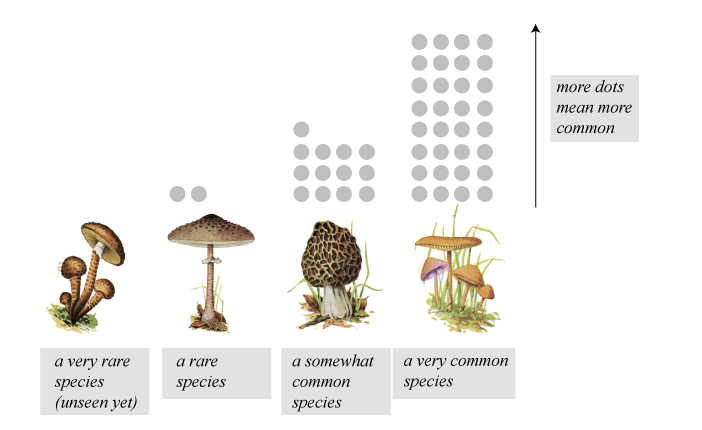 more dots
mean more
common
a very rare
species
(unseen yet)
a rare
species
a somewhat
common
species
a very common
species